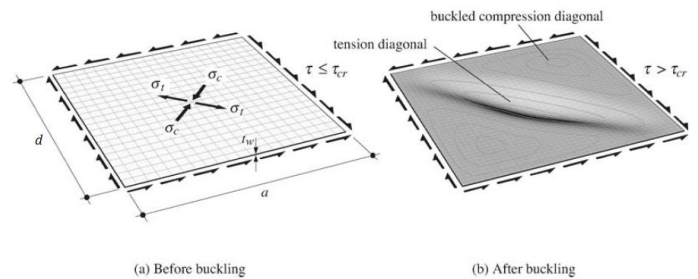 buckled compression diagonal
tension diagonal
τ ≤ τcr
τ > τcr
σt
σc
σt
σc
tw
d
a
(a) Before buckling
(b) After buckling